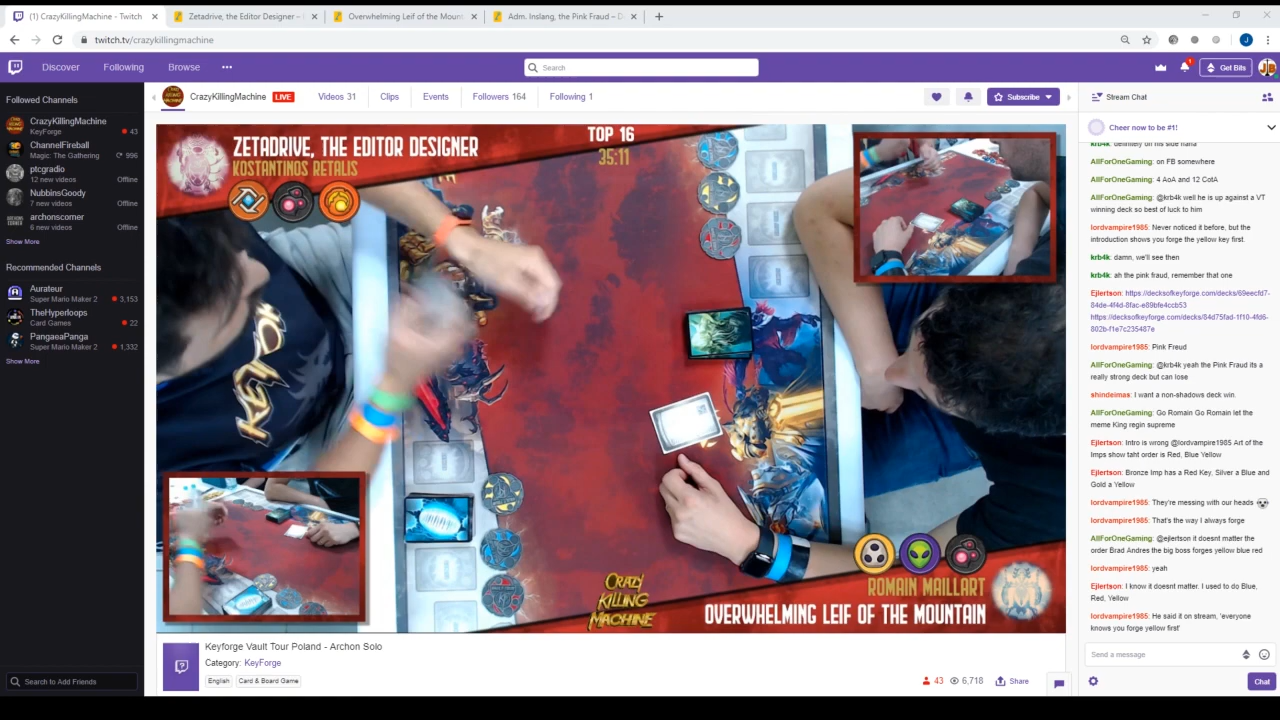 (1) CrazyKillingMachine - Twitch
Zetadrive, the Editor Designer –
Overwhelming Leif of the Moun
Adm. Inslang, the Pink Fraud – D
twitch.tv/crazykillingmachine
Discover
Following
Browse
Search
Get Bits
Followed Channels
CrazyKillingMachine
KeyForge
43
ChannelFireball
Magic: The Gathering
996
ptcgradio
12 new videos
Offline
NubbinsGoody
7 new videos
Offline
archonscorner
6 new videos
Offline
Show More
Recommended Channels
Aurateur
Super Mario Maker 2
3,153
TheHyperloops
Card Games
22
PangaeaPanga
Super Mario Maker 2
1,332
Show More
Search to Add Friends
CrazyKillingMachine LIVE
Videos 31
Clips
Events
Followers 164
Following 1
Subscribe
ZETADRIVE, THE EDITOR DESIGNER
KOSTANTINOS RETALIS
TOP 16
35:11
CRAZY
KILLING
MACHINE
ROMAIN MAILLART
OVERWHELMING LEIF OF THE MOUNTAIN
Keyforge Vault Tour Poland - Archon Solo
Category: KeyForge
English
Card & Board Game
43
6,718
Share
Stream Chat
Cheer now to be #1!
krb4k: definitely on his side haha
AllForOneGaming: on FB somewhere
AllForOneGaming: 4 AoA and 12 CotA
AllForOneGaming: @krb4k well he is up against a VT
winning deck so best of luck to him
lordvampire1985: Never noticed it before, but the
introduction shows you forge the yellow key first.
krb4k: damn, we'll see then
krb4k: ah the pink fraud, remember that one
Ejlertson: https://decksofkeyforge.com/decks/69eecfd7-
84de-4f4d-8fac-e89bfe4ccb53
https://decksofkeyforge.com/decks/84d75fad-1f10-4fd6-
802b-f1e7c235487e
lordvampire1985: Pink Freud
AllForOneGaming: @krb4k yeah the Pink Fraud its a
really strong deck but can lose
shindeimas: I want a non-shadows deck win.
AllForOneGaming: Go Romain Go Romain let the
meme King regin supreme
Ejlertson: Intro is wrong @lordvampire1985 Art of the
Imps show taht order is Red, Blue Yellow
Ejlertson: Bronze Imp has a Red Key, Silver a Blue and
Gold a Yellow
lordvampire1985: They're messing with our heads
lordvampire1985: That's the way I always forge
AllForOneGaming: @ejlertson it doesnt matter the
order Brad Andres the big boss forges yellow blue red
lordvampire1985: yeah
Ejlertson: I know it doesnt matter. I used to do Blue,
Red, Yellow
lordvampire1985: He said it on stream, 'everyone
knows you forge yellow first'
Send a message
Chat